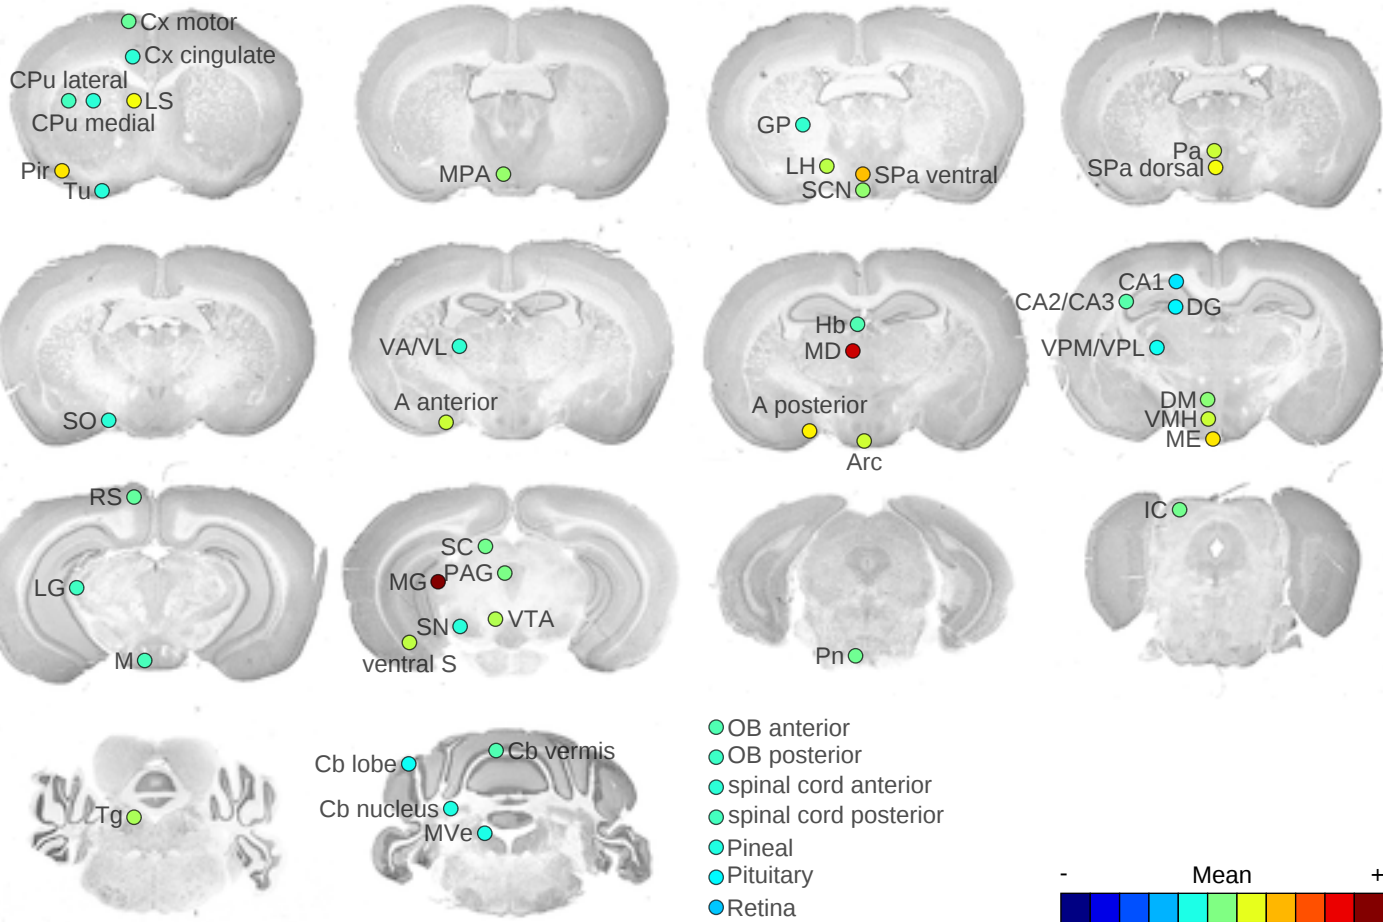 Cx motor
Cx cingulate
CPu lateral
LS
CPu medial
Pir
Tu
MPA
GP
LH
SPa ventral
SCN
Pa
SPa dorsal
SO
VA/VL
A anterior
Hb
MD
A posterior
Arc
CA1
CA2/CA3
DG
VPM/VPL
DM
VMH
ME
RS
LG
M
SC
MG
PAG
SN
VTA
ventral S
Pn
IC
Tg
Cb lobe
Cb vermis
Cb nucleus
MVe
OB anterior
OB posterior
spinal cord anterior
spinal cord posterior
Pineal
Pituitary
Retina
- Mean +